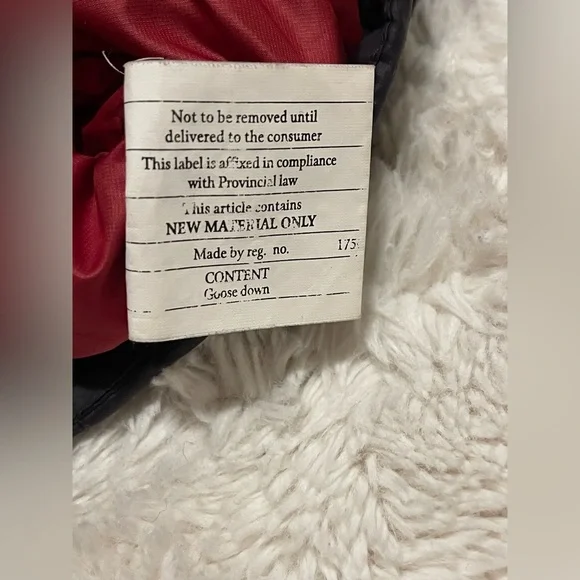 Not to be removed until
delivered to the consumer
This label is affixed in compliance
with Provincial law
This article contains
NEW MATERIAL ONLY
Made by reg. no. 175
CONTENT
Goose down